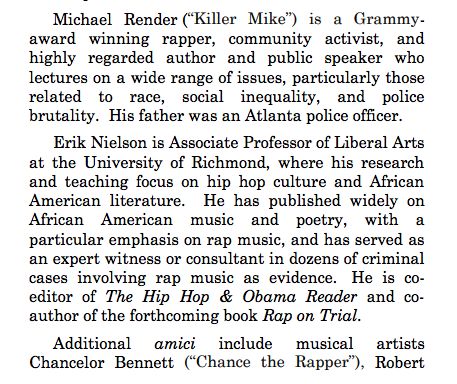 Michael Render (“Killer Mike”) is a Grammy-
award winning rapper, community activist, and
highly regarded author and public speaker who
lectures on a wide range of issues, particularly those
related to race, social inequality, and police
brutality. His father was an Atlanta police officer.
Erik Nielson is Associate Professor of Liberal Arts
at the University of Richmond, where his research
and teaching focus on hip hop culture and African
American literature. He has published widely on
African American music and poetry, with a
particular emphasis on rap music, and has served as
an expert witness or consultant in dozens of criminal
cases involving rap music as evidence. He is co-
editor of The Hip Hop & Obama Reader and co-
author of the forthcoming book Rap on Trial.
Additional amici include musical artists
Chancelor Bennett (“Chance the Rapper”), Robert